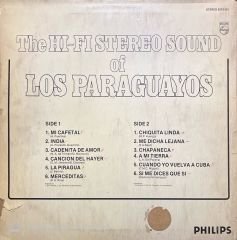 The HI-FI STEREO SOUND
of
LOS PARAGUAYOS
SIDE 1
1. MI CAFETAL
2. INDIA
3. CADENITA DE AMOR
4. CANCION DEL HAYER
5. LA PIRAGUA
6. MERCEDITAS
SIDE 2
1. CHIQUITA LINDA
2. ME DICHA LEJANA
3. CHAPANECA
4. A MI TIERRA
5. CUANDO YO VUELVA A CUBA
6. SI ME DICES QUE SI
PHILIPS